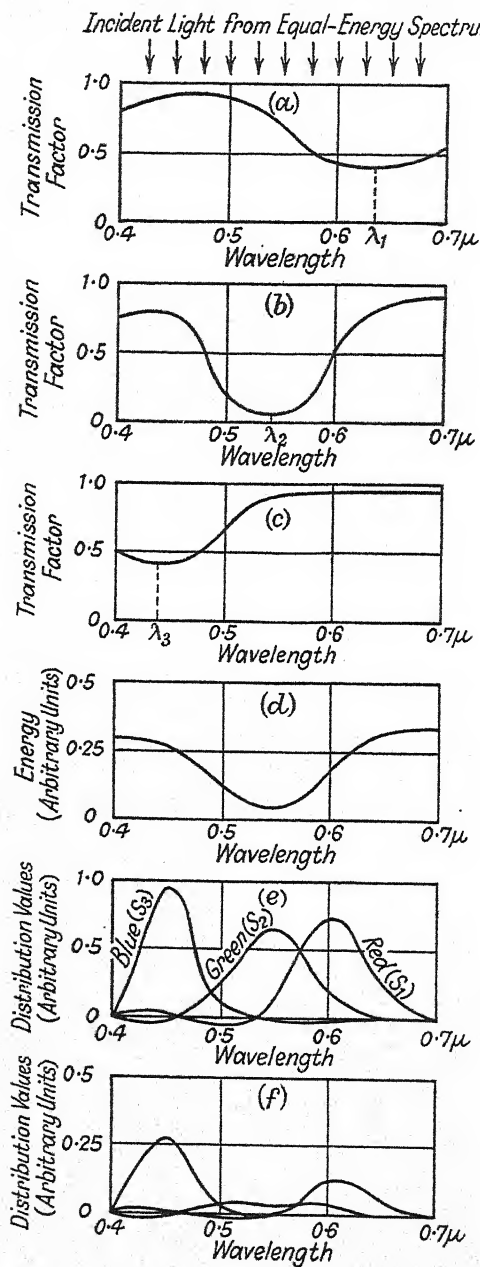 Incident Light from Equal-Energy Spectru
Transmission Factor
1.0
0.5
0
(a)
λ1
0.4
0.5
0.6
0.7μ
Wavelength
Transmission Factor
1.0
0.5
0
(b)
λ2
0.4
0.5
0.6
0.7μ
Wavelength
Transmission Factor
1.0
0.5
0
(c)
λ3
0.4
0.5
0.6
0.7μ
Wavelength
Energy
(Arbitrary Units)
0.5
0.25
0
(d)
0.4
0.5
0.6
0.7μ
Wavelength
Distribution Values
(Arbitrary Units)
1.0
0.5
0
(e)
Blue(S3)
Green(S2)
Red(S1)
0.4
0.5
0.6
0.7μ
Wavelength
Distribution Values
(Arbitrary Units)
0.5
0.25
0
(f)
0.4
0.5
0.6
0.7μ
Wavelength